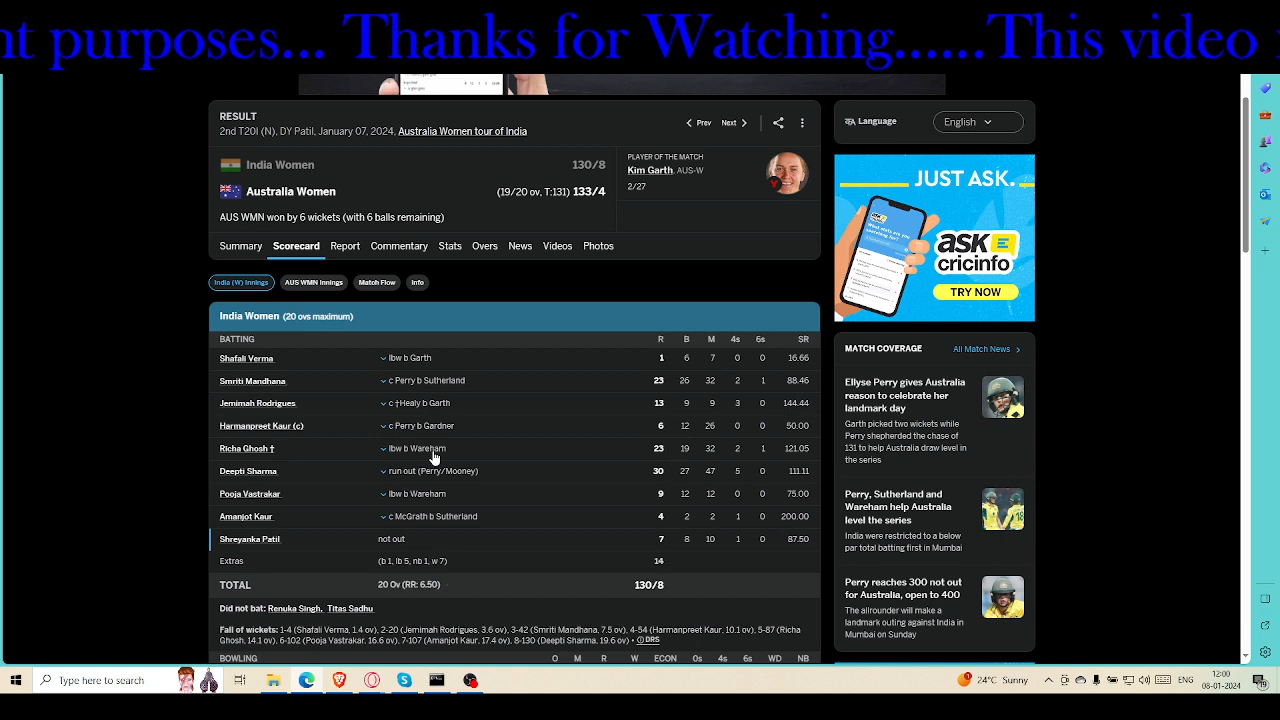 nt purposes... Thanks for Watching......This video
RESULT
2nd T20I (N), DY Patil, January 07, 2024, Australia Women tour of India
Prev Next
India Women 130/8
Australia Women (19/20 ov, T:131) 133/4
AUS WMN won by 6 wickets (with 6 balls remaining)
PLAYER OF THE MATCH
Kim Garth, AUS-W
2/27
Summary Scorecard Report Commentary Stats Overs News Videos Photos
India (W) Innings AUS WMN Innings Match Flow Info
India Women (20 ovs maximum)
BATTING R B M 4s 6s SR
Shafali Verma lbw b Garth 1 6 7 0 0 16.66
Smriti Mandhana c Perry b Sutherland 23 26 32 2 1 88.46
Jemimah Rodrigues c †Healy b Garth 13 9 9 3 0 144.44
Harmanpreet Kaur (c) c Perry b Gardner 6 12 26 0 0 50.00
Richa Ghosh † lbw b Wareham 23 19 32 2 1 121.05
Deepti Sharma run out (Perry/Mooney) 30 27 47 5 0 111.11
Pooja Vastrakar lbw b Wareham 9 12 12 0 0 75.00
Amanjot Kaur c McGrath b Sutherland 4 2 2 1 0 200.00
Shreyanka Patil not out 7 8 10 1 0 87.50
Extras (b 1, lb 5, nb 1, w 7) 14
TOTAL 20 Ov (RR: 6.50) 130/8
Did not bat: Renuka Singh, Titas Sadhu
Fall of wickets: 1-4 (Shafali Verma, 1.4 ov), 2-20 (Jemimah Rodrigues, 3.6 ov), 3-42 (Smriti Mandhana, 7.5 ov), 4-54 (Harmanpreet Kaur, 10.1 ov), 5-87 (Richa
Ghosh, 14.1 ov), 6-102 (Pooja Vastrakar, 16.6 ov), 7-107 (Amanjot Kaur, 17.4 ov), 8-130 (Deepti Sharma, 19.6 ov) • DRS
BOWLING O M R W ECON 0s 4s 6s WD NB
Language English
JUST ASK.
ASK
cricinfo
TRY NOW
MATCH COVERAGE All Match News
Ellyse Perry gives Australia
reason to celebrate her
landmark day
Garth picked two wickets while
Perry shepherded the chase of
131 to help Australia draw level in
the series
Perry, Sutherland and
Wareham help Australia
level the series
India were restricted to a below
par total batting first in Mumbai
Perry reaches 300 not out
for Australia, open to 400
The allrounder will make a
landmark outing against India in
Mumbai on Sunday
Type here to search
24°C Sunny
ENG
12:00
08-01-2024